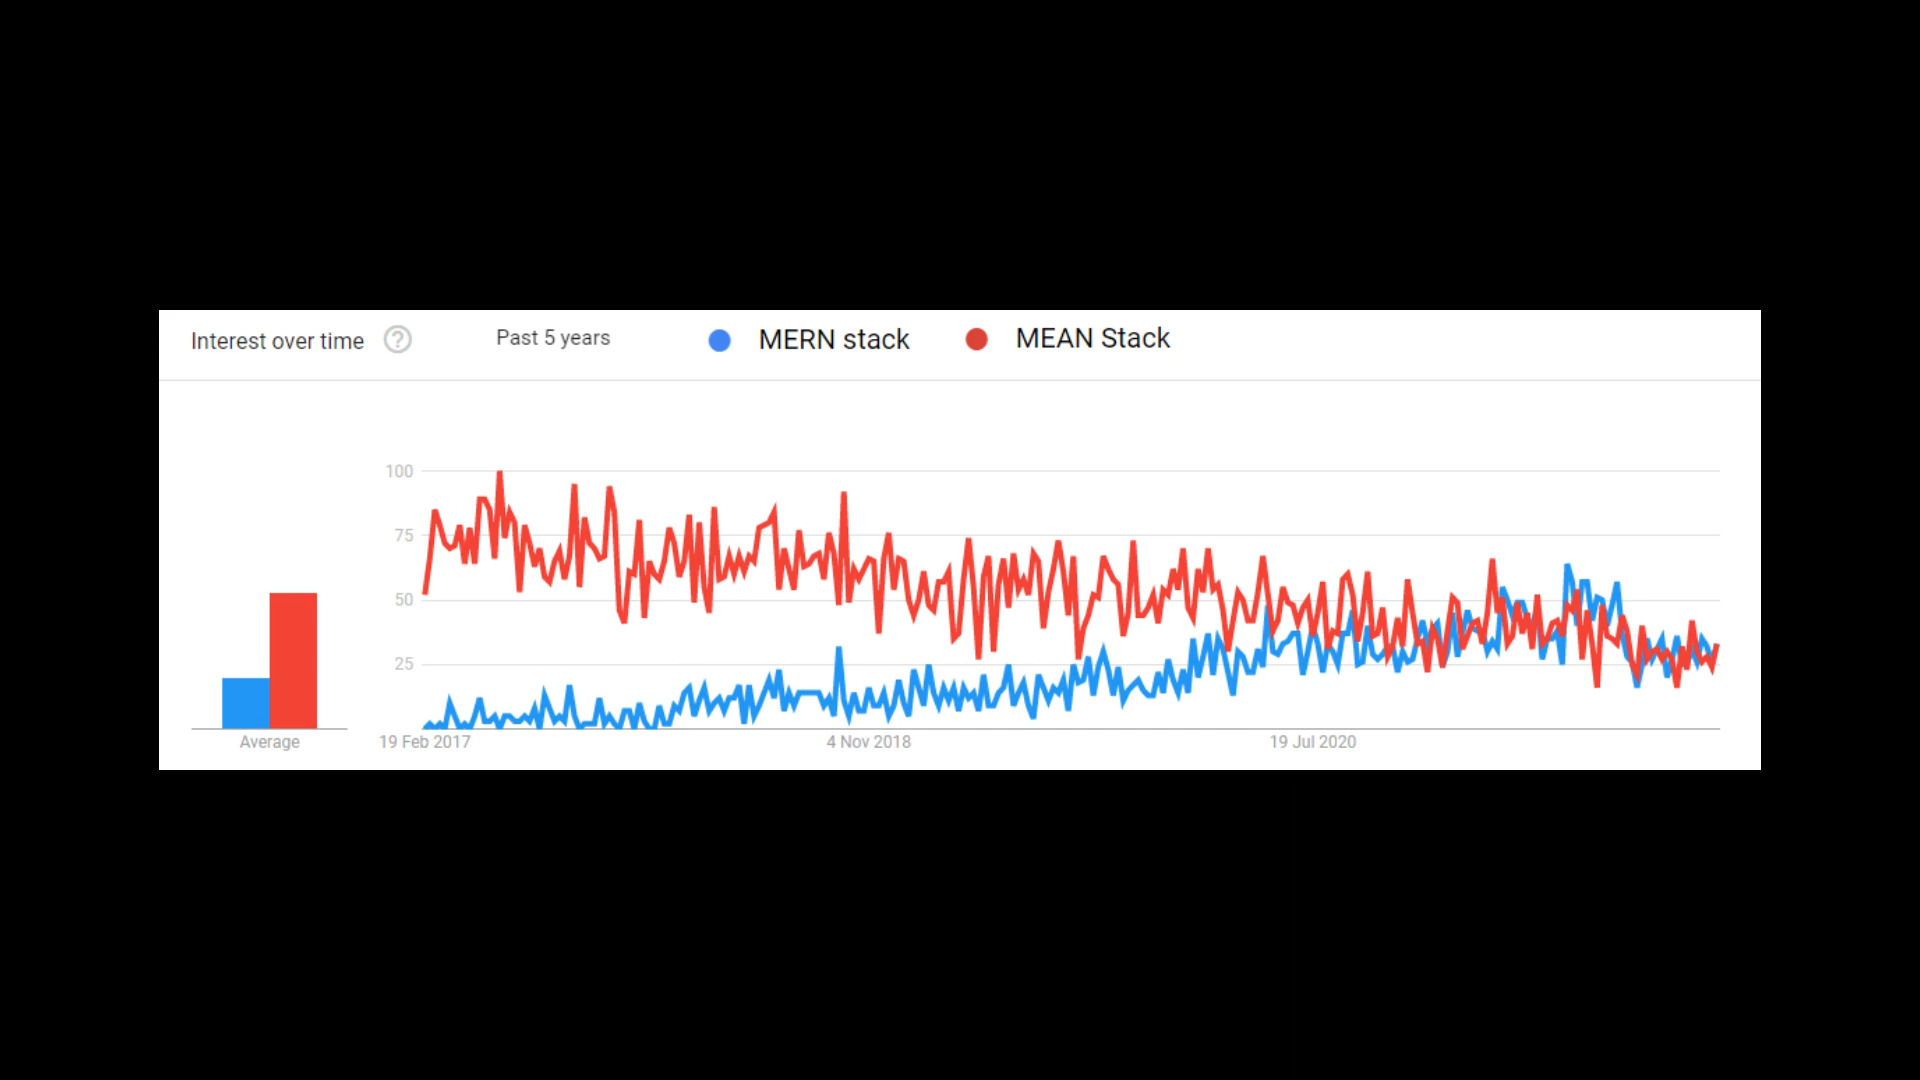 Interest over time ? Past 5 years MERN stack MEAN Stack
100
75
50
25
Average 19 Feb 2017 4 Nov 2018 19 Jul 2020